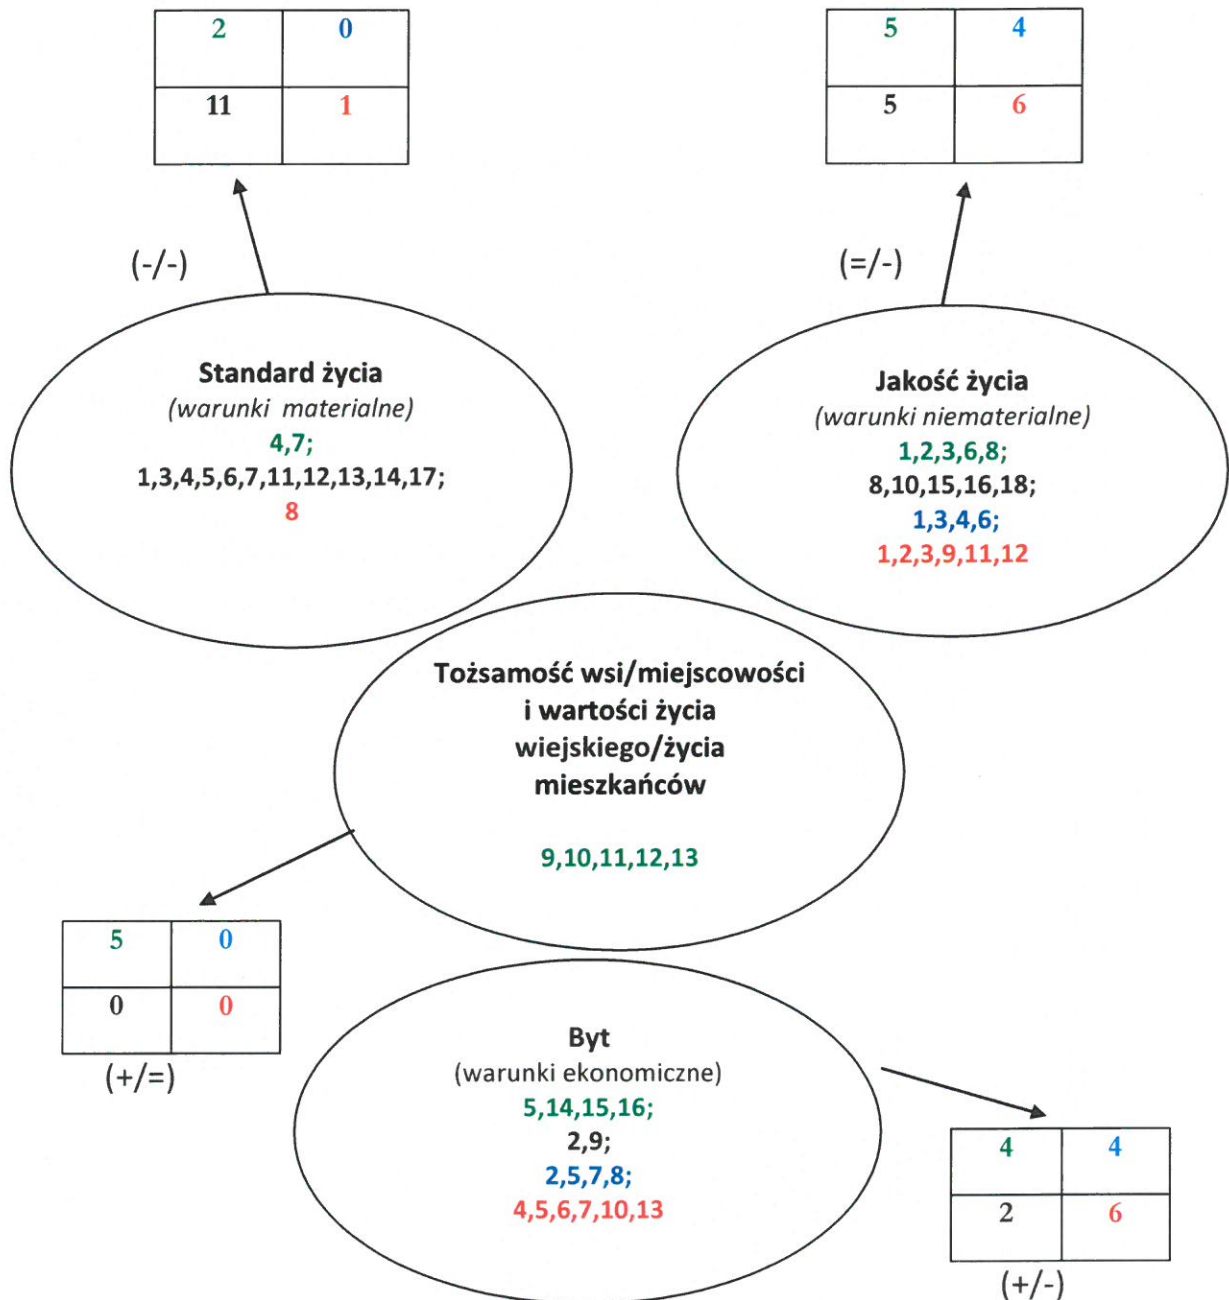 2 0
11 1
5 4
5 6
(-/-)
(=/-)
Standard życia
(warunki materialne)
4,7;
1,3,4,5,6,7,11,12,13,14,17;
8
Jakość życia
(warunki niematerialne)
1,2,3,6,8;
8,10,15,16,18;
1,3,4,6;
1,2,3,9,11,12
Tożsamość wsi/miejscowości
i wartości życia
wiejskiego/życia
mieszkańców
9,10,11,12,13
5 0
0 0
(+/=)
Byt
(warunki ekonomiczne)
5,14,15,16;
2,9;
2,5,7,8;
4,5,6,7,10,13
4 4
2 6
(+/-)